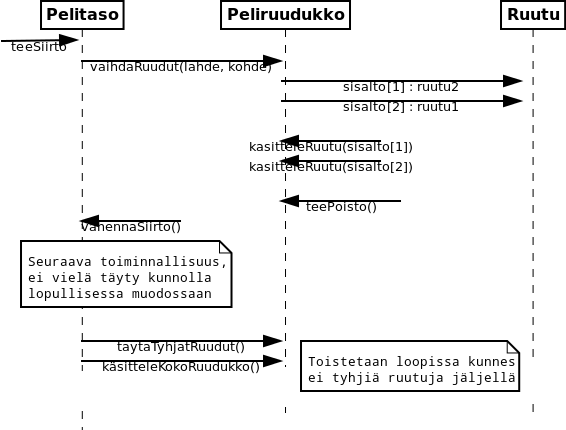 Pelitaso
Peliruudukko
Ruutu
teeSiirto
vaihdaRuudut(lahde, kohde)
sisalto[1] : ruutu2
sisalto[2] : ruutu1
kasitteleRuutu(sisalto[1])
kasitteleRuutu(sisalto[2])
teePoisto()
vahennaSiirto()
Seuraava toiminnallisuus,
ei vielä täyty kunnolla
lopullisessa muodossaan
taytaTyhjatRuudut()
käsitteleKokoRuudukko()
Toistetaan loopissa kunnes
ei tyhjiä ruutuja jäljellä